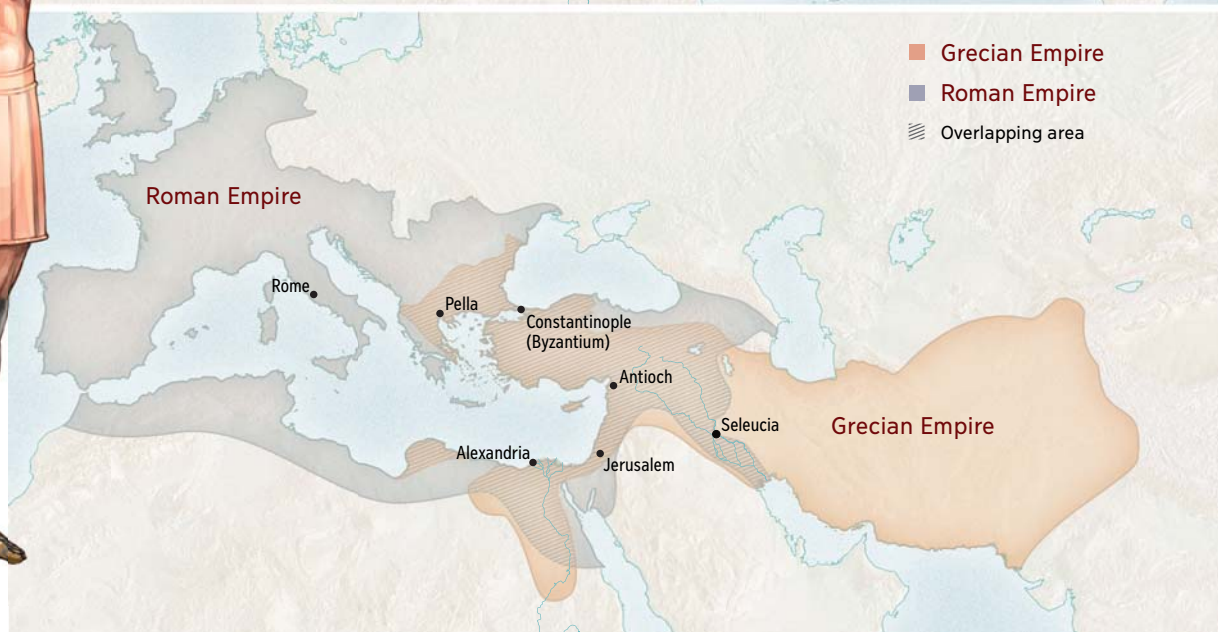 Grecian Empire
Roman Empire
Overlapping area
Roman Empire
Rome
Pella
Constantinople
(Byzantium)
Antioch
Seleucia
Grecian Empire
Alexandria
Jerusalem